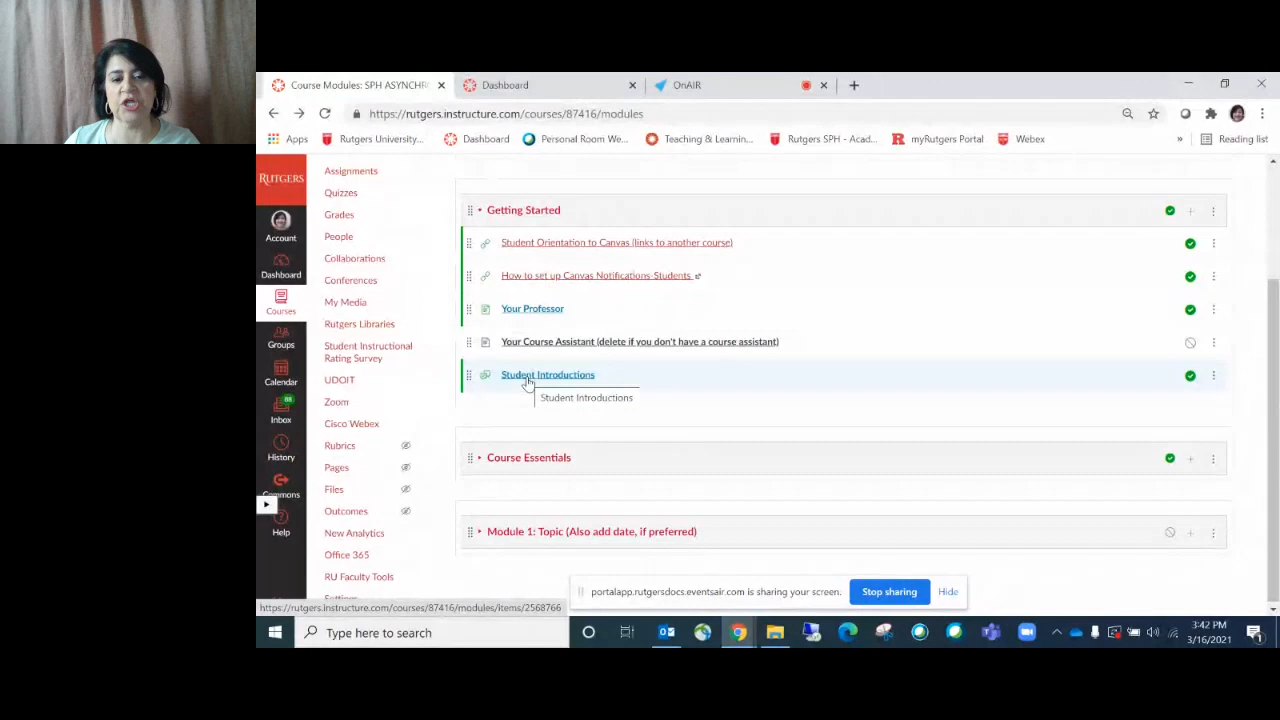 Course Modules: SPH ASYNCHR
Dashboard
OnAIR
https://rutgers.instructure.com/courses/87416/modules
Apps
Rutgers University...
Dashboard
Personal Room We...
Teaching & Learnin...
Rutgers SPH - Acad...
myRutgers Portal
Webex
»
Reading list
RUTGERS
Account
Dashboard
Courses
Groups
Calendar
88
Inbox
History
Commons
Help
Assignments
Quizzes
Grades
People
Collaborations
Conferences
My Media
Rutgers Libraries
Student Instructional
Rating Survey
UDOIT
Zoom
Cisco Webex
Rubrics
Pages
Files
Outcomes
New Analytics
Office 365
RU Faculty Tools
Settings
Getting Started
Student Orientation to Canvas (links to another course)
How to set up Canvas Notifications-Students
Your Professor
Your Course Assistant (delete if you don't have a course assistant)
Student Introductions
Student Introductions
Course Essentials
Module 1: Topic (Also add date, if preferred)
portalapp.rutgersdocs.eventsair.com is sharing your screen.
Stop sharing
Hide
https://rutgers.instructure.com/courses/87416/modules/items/2568766
Type here to search
3:42 PM
3/16/2021